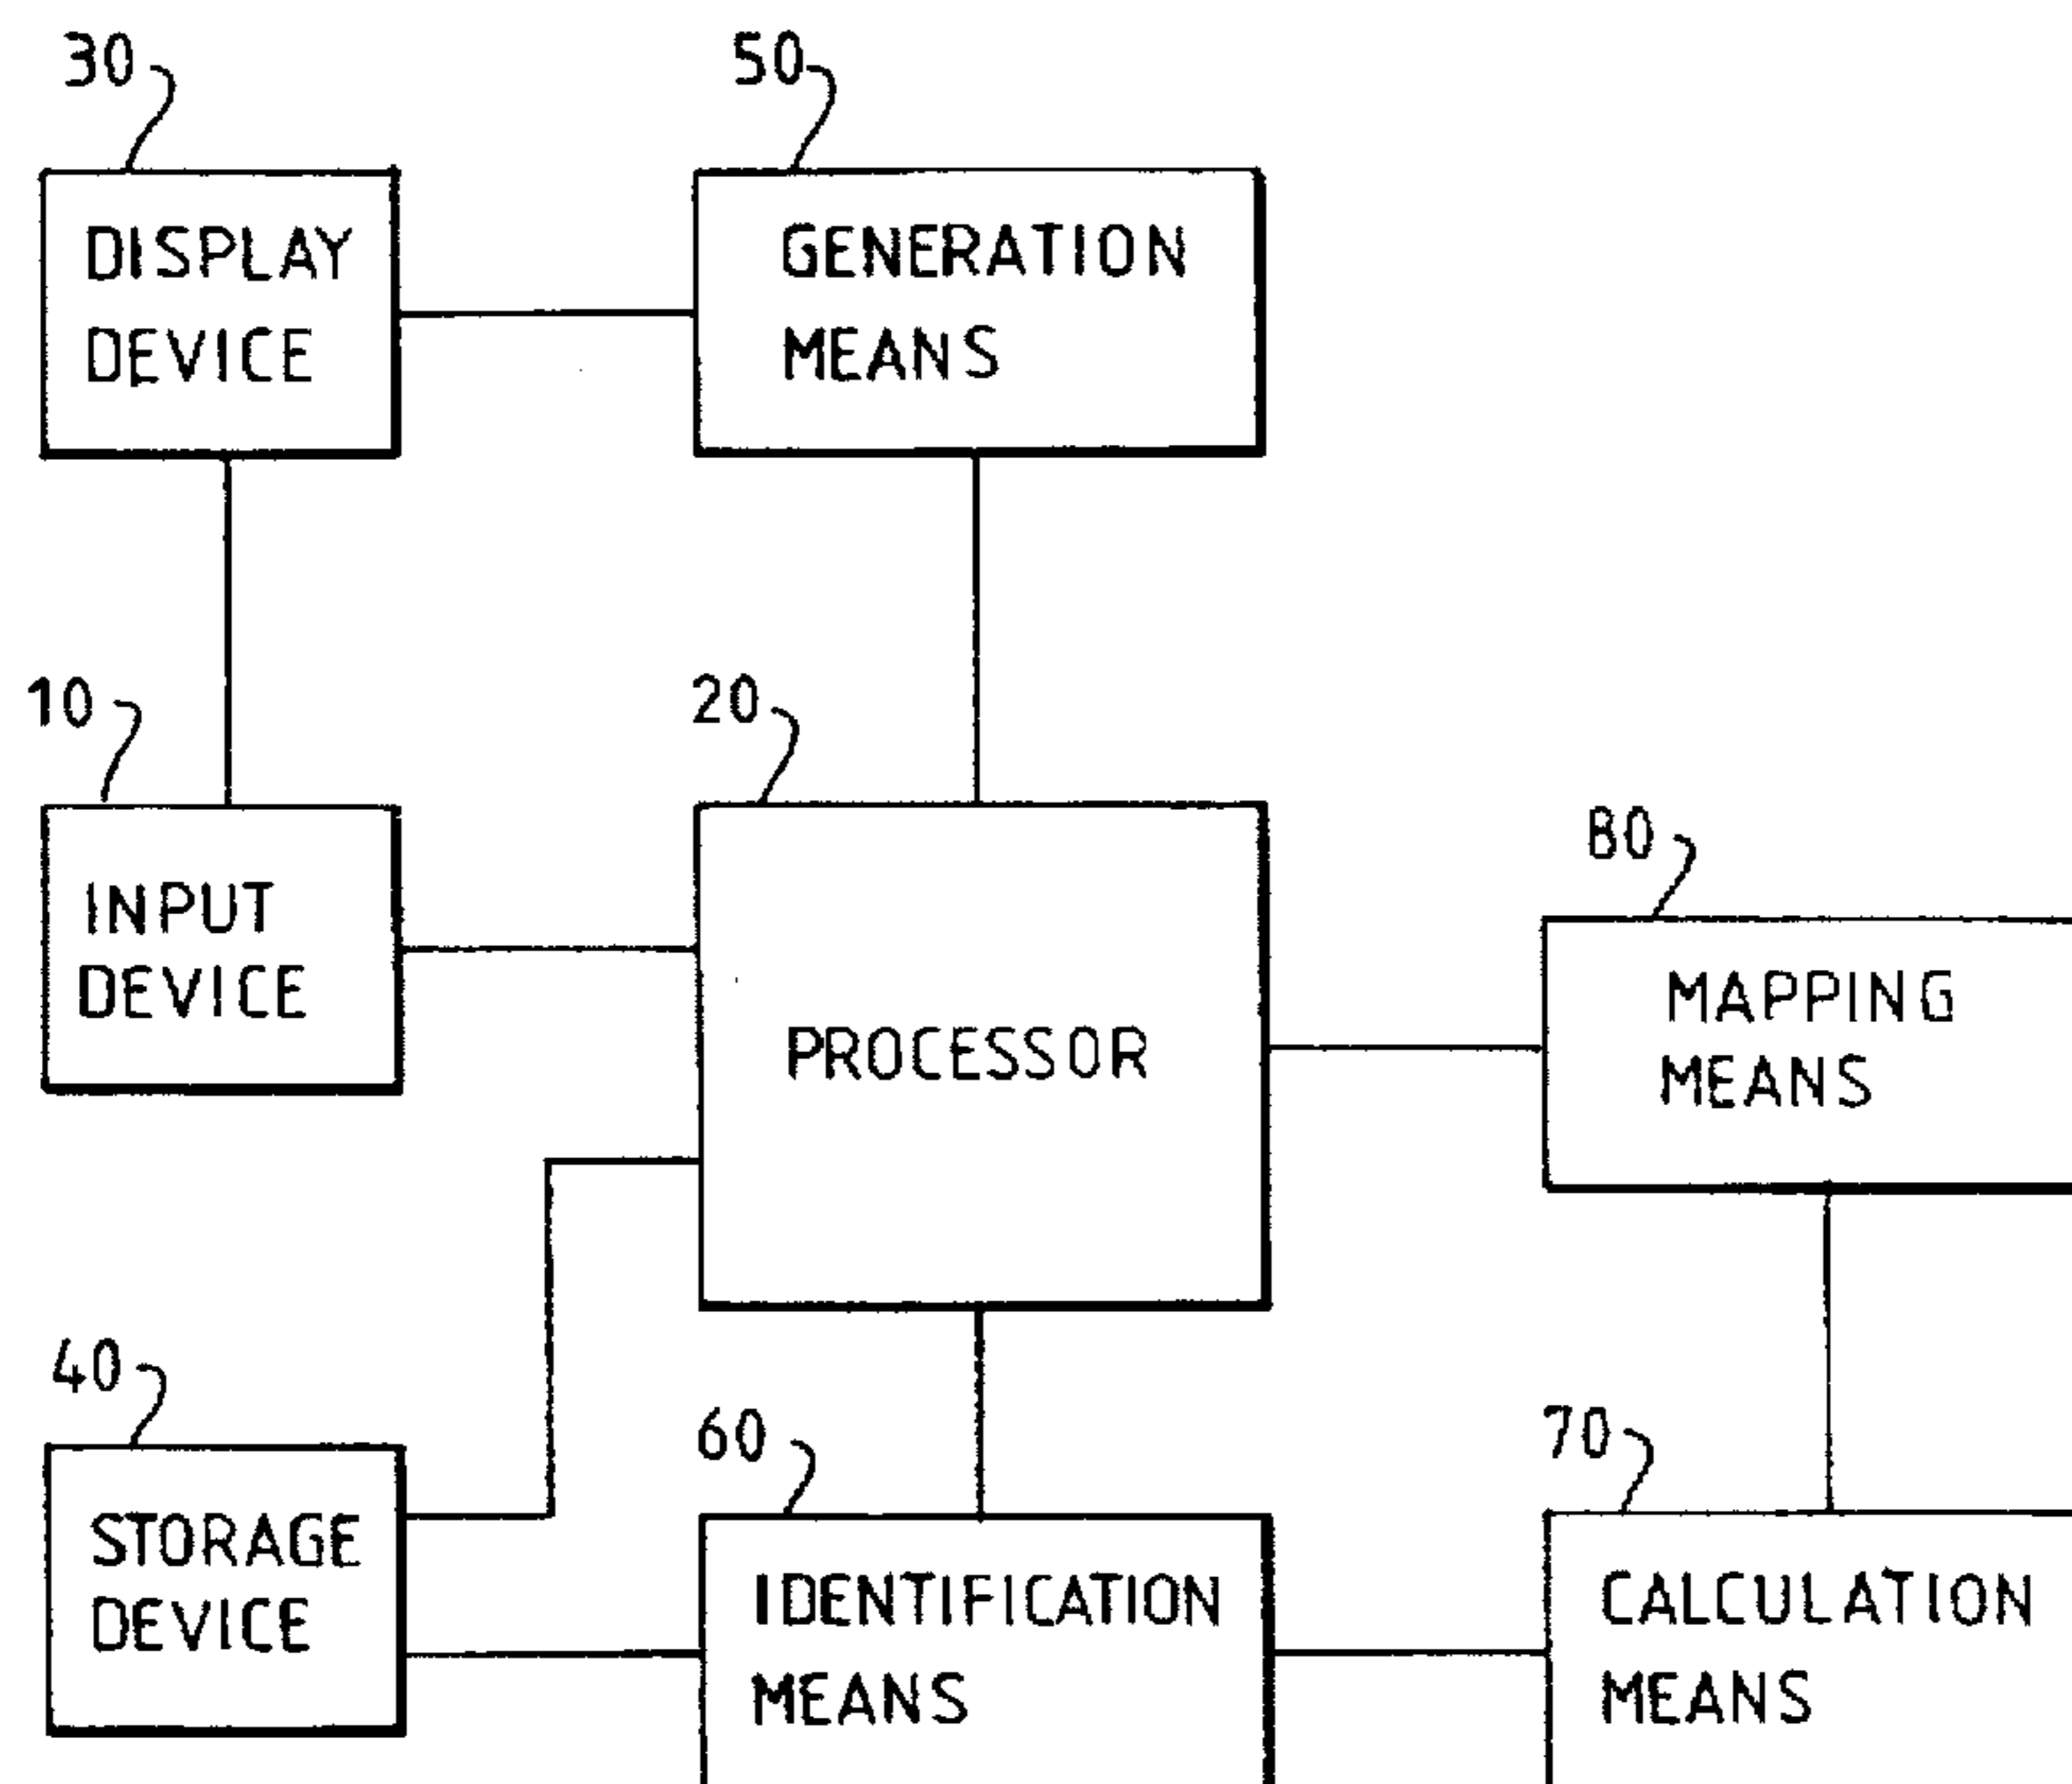 30
50
DISPLAY
DEVICE
GENERATION
MEANS
10
20
INPUT
DEVICE
PROCESSOR
80
MAPPING
MEANS
40
60
70
STORAGE
DEVICE
IDENTIFICATION
MEANS
CALCULATION
MEANS